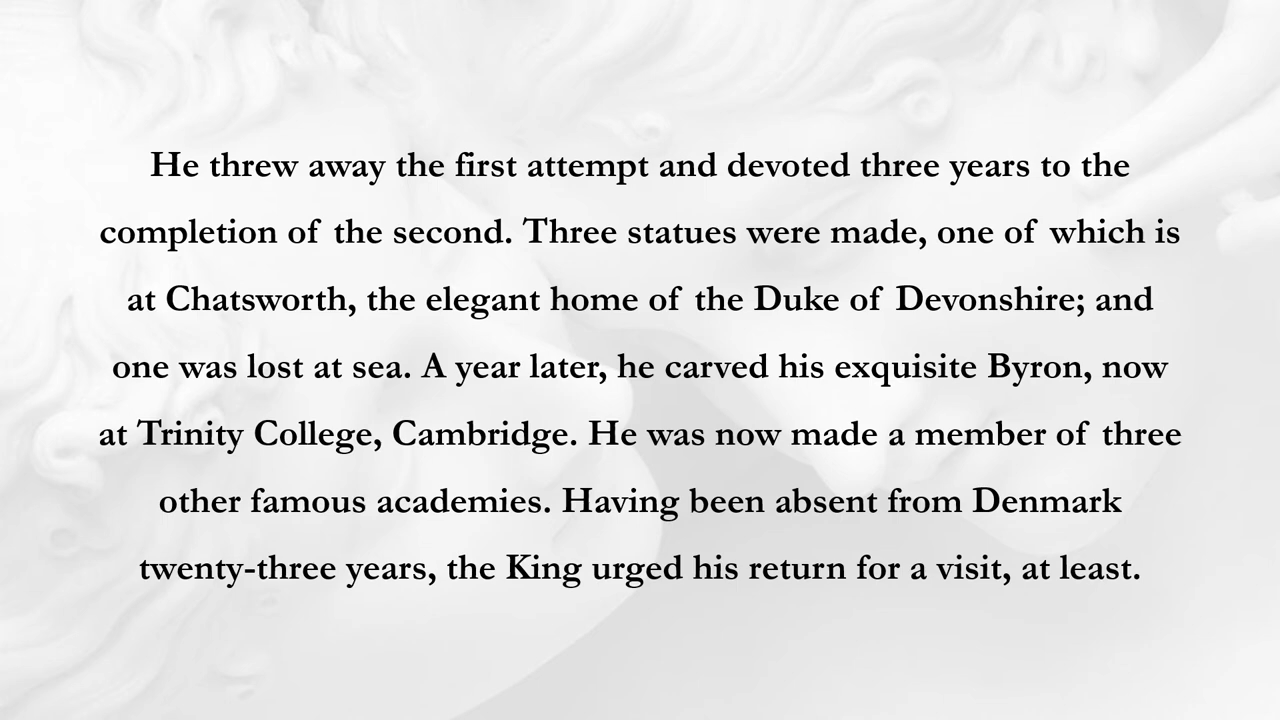 He threw away the first attempt and devoted three years to the
completion of the second. Three statues were made, one of which is
at Chatsworth, the elegant home of the Duke of Devonshire; and
one was lost at sea. A year later, he carved his exquisite Byron, now
at Trinity College, Cambridge. He was now made a member of three
other famous academies. Having been absent from Denmark
twenty-three years, the King urged his return for a visit, at least.